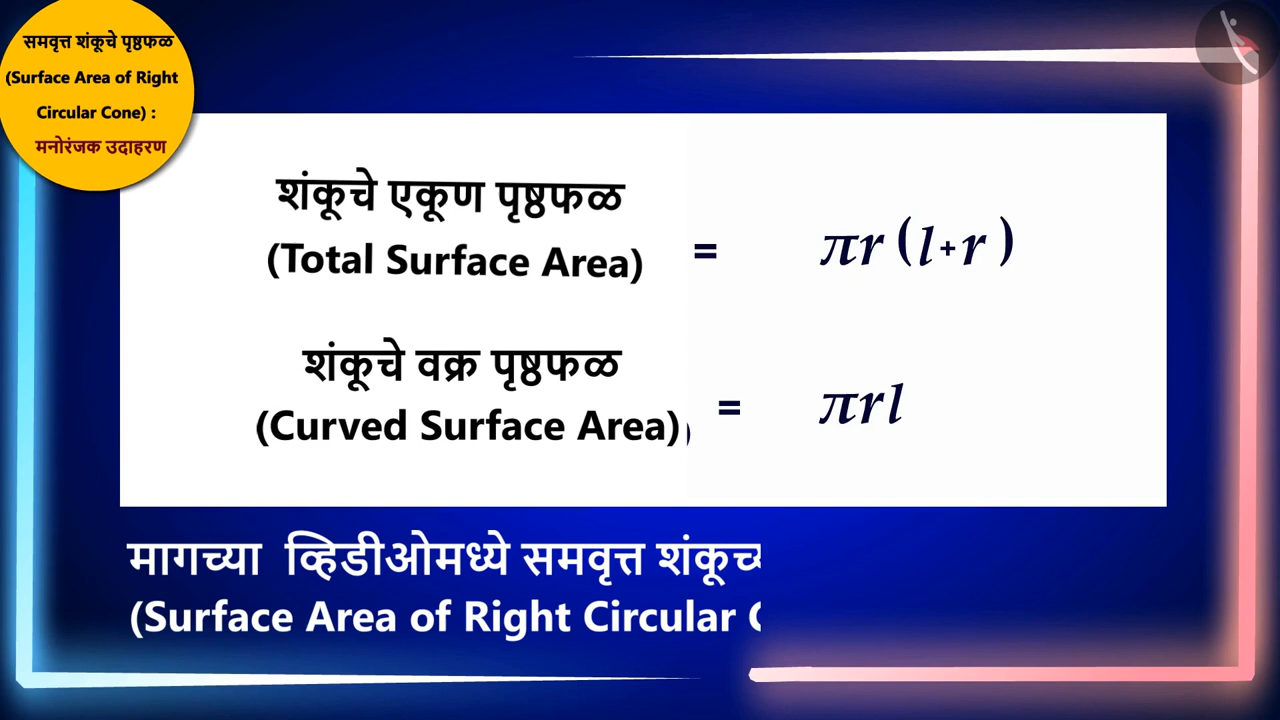 समवृत्त शंकूचे पृष्ठफळ
(Surface Area of Right
Circular Cone) :
मनोरंजक उदाहरण
शंकूचे एकूण पृष्ठफळ
(Total Surface Area) = πr (l+r)
शंकूचे वक्र पृष्ठफळ
(Curved Surface Area) = πrl
मागच्या व्हिडीओमध्ये समवृत्त
(Surface Area of Right Circular